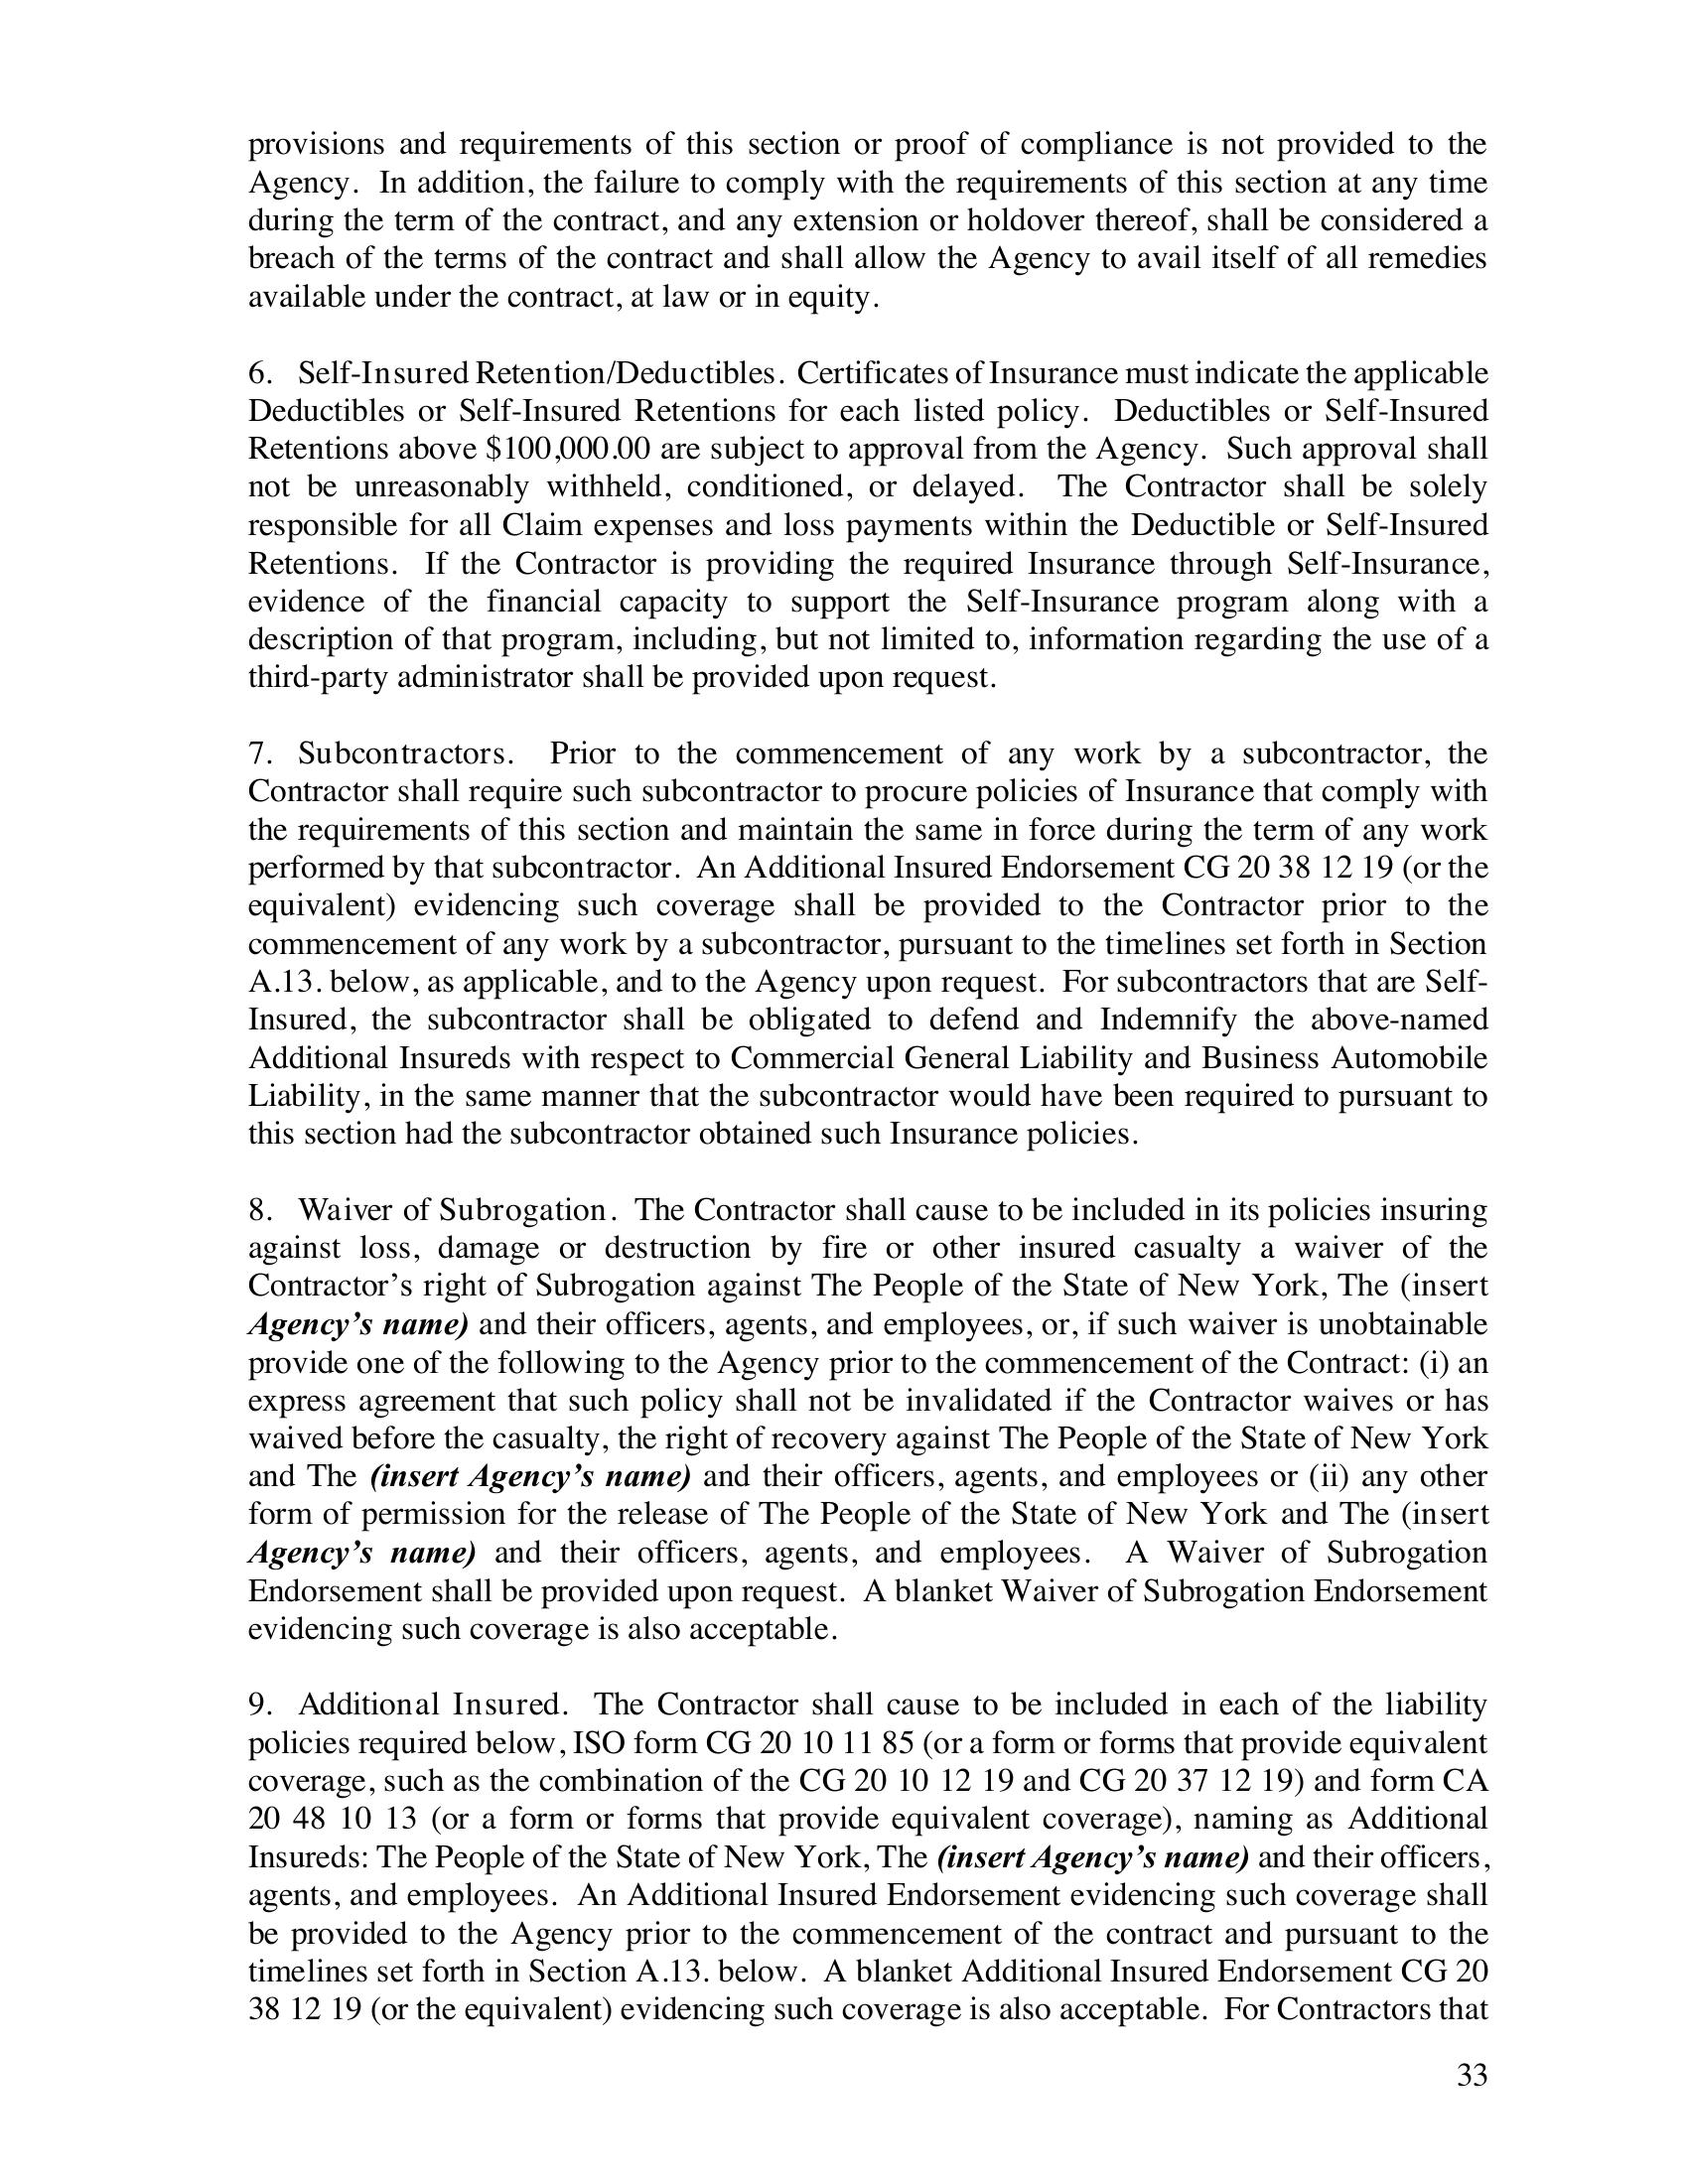 provisions and requirements of this section or proof of compliance is not provided to the
Agency. In addition, the failure to comply with the requirements of this section at any time
during the term of the contract, and any extension or holdover thereof, shall be considered a
breach of the terms of the contract and shall allow the Agency to avail itself of all remedies
available under the contract, at law or in equity.
6. Self-Insured Retention/Deductibles. Certificates of Insurance must indicate the applicable
Deductibles or Self-Insured Retentions for each listed policy. Deductibles or Self-Insured
Retentions above $100,000.00 are subject to approval from the Agency. Such approval shall
not be unreasonably withheld, conditioned, or delayed. The Contractor shall be solely
responsible for all Claim expenses and loss payments within the Deductible or Self-Insured
Retentions. If the Contractor is providing the required Insurance through Self-Insurance,
evidence of the financial capacity to support the Self-Insurance program along with a
description of that program, including, but not limited to, information regarding the use of a
third-party administrator shall be provided upon request.
7. Subcontractors. Prior to the commencement of any work by a subcontractor, the
Contractor shall require such subcontractor to procure policies of Insurance that comply with
the requirements of this section and maintain the same in force during the term of any work
performed by that subcontractor. An Additional Insured Endorsement CG 20 38 12 19 (or the
equivalent) evidencing such coverage shall be provided to the Contractor prior to the
commencement of any work by a subcontractor, pursuant to the timelines set forth in Section
A.13. below, as applicable, and to the Agency upon request. For subcontractors that are Self-
Insured, the subcontractor shall be obligated to defend and Indemnify the above-named
Additional Insureds with respect to Commercial General Liability and Business Automobile
Liability, in the same manner that the subcontractor would have been required to pursuant to
this section had the subcontractor obtained such Insurance policies.
8. Waiver of Subrogation. The Contractor shall cause to be included in its policies insuring
against loss, damage or destruction by fire or other insured casualty a waiver of the
Contractor’s right of Subrogation against The People of the State of New York, The (insert
Agency’s name) and their officers, agents, and employees, or, if such waiver is unobtainable
provide one of the following to the Agency prior to the commencement of the Contract: (i) an
express agreement that such policy shall not be invalidated if the Contractor waives or has
waived before the casualty, the right of recovery against The People of the State of New York
and The (insert Agency’s name) and their officers, agents, and employees or (ii) any other
form of permission for the release of The People of the State of New York and The (insert
Agency’s name) and their officers, agents, and employees. A Waiver of Subrogation
Endorsement shall be provided upon request. A blanket Waiver of Subrogation Endorsement
evidencing such coverage is also acceptable.
9. Additional Insured. The Contractor shall cause to be included in each of the liability
policies required below, ISO form CG 20 10 11 85 (or a form or forms that provide equivalent
coverage, such as the combination of the CG 20 10 12 19 and CG 20 37 12 19) and form CA
20 48 10 13 (or a form or forms that provide equivalent coverage), naming as Additional
Insureds: The People of the State of New York, The (insert Agency’s name) and their officers,
agents, and employees. An Additional Insured Endorsement evidencing such coverage shall
be provided to the Agency prior to the commencement of the contract and pursuant to the
timelines set forth in Section A.13. below. A blanket Additional Insured Endorsement CG 20
38 12 19 (or the equivalent) evidencing such coverage is also acceptable. For Contractors that
33